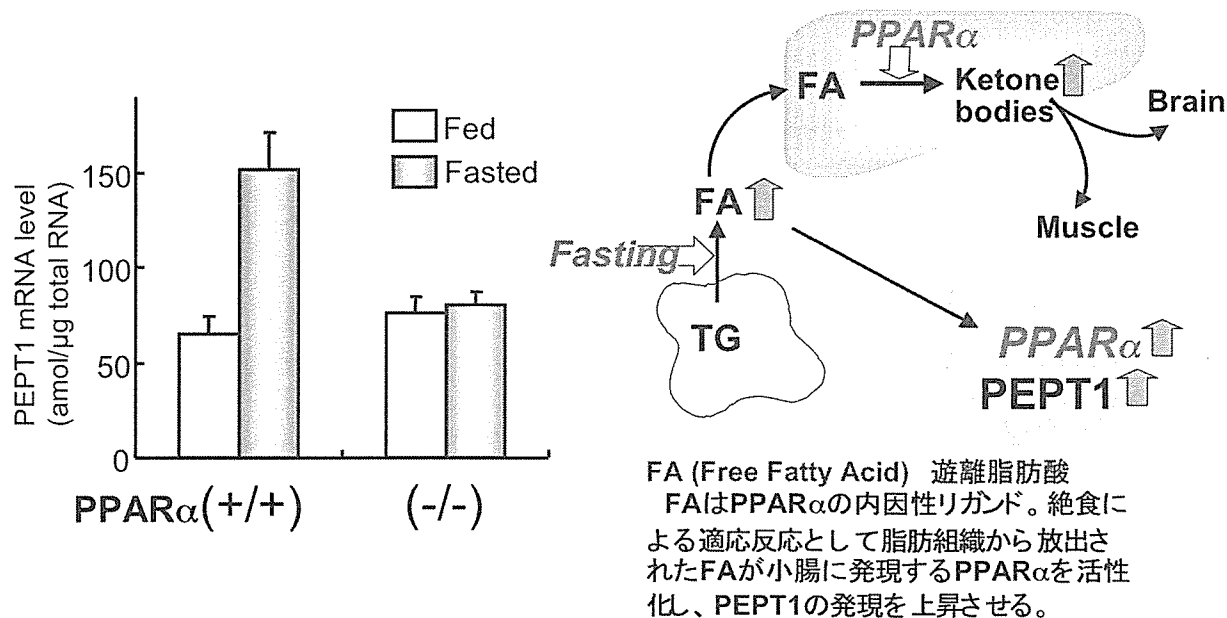 PEPT1 mRNA level
(amol/μg total RNA)
150
100
50
0
Fed
Fasted
PPARα(+/+)
(-/-)
PPARα
FA
Ketone
bodies
Brain
Muscle
FA
Fasting
TG
PPARα
PEPT1
FA (Free Fatty Acid) 遊離脂肪酸
FAはPPARαの内因性リガンド。絶食に
よる適応反応として脂肪組織から放出さ
れたFAが小腸に発現するPPARαを活性
化し、PEPT1の発現を上昇させる。